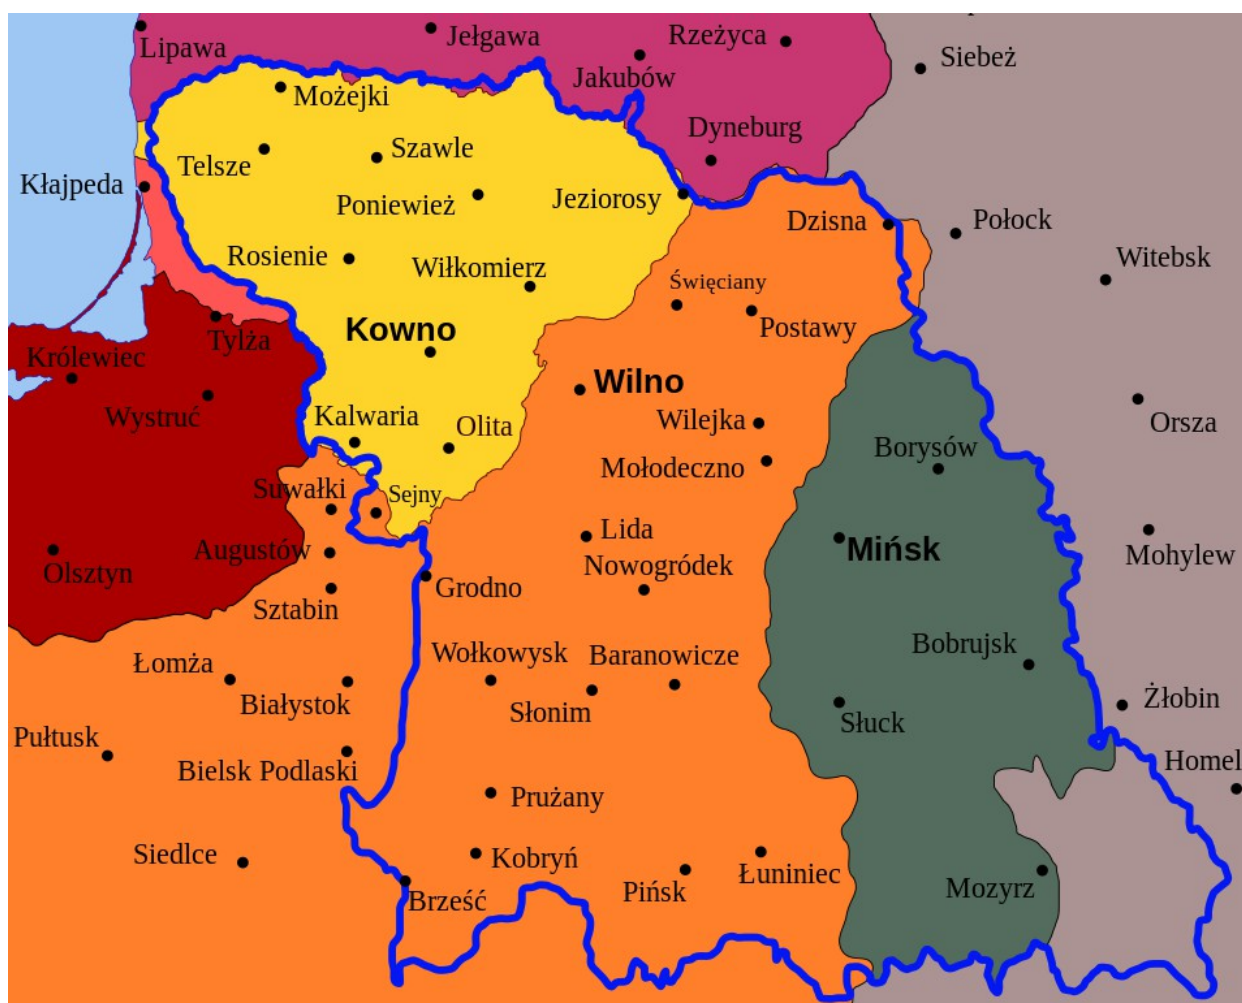 Lipawa
Jełgawa
Rzeżyca
Siebeż
Jakubów
Możejki
Dyneburg
Szawle
Telsze
Kłajpeda
Poniewież
Jeziorosy
Dzisna
Połock
Rosienie
Wiłkomierz
Święciany
Witebsk
Kowno
Postawy
Tylża
Królewiec
Wilno
Wystruć
Kalwaria
Olita
Wilejka
Orsza
Borysów
Mołodeczno
Suwałki
Sejny
Lida
Augustów
Mińsk
Mohylew
Nowogródek
Olsztyn
Grodno
Sztabin
Bobrujsk
Wołkowysk
Baranowicze
Łomża
Białystok
Słonim
Żłobin
Słuck
Pułtusk
Homel
Bielsk Podlaski
Prużany
Siedlce
Kobryń
Łuniniec
Mozyrz
Pińsk
Brześć